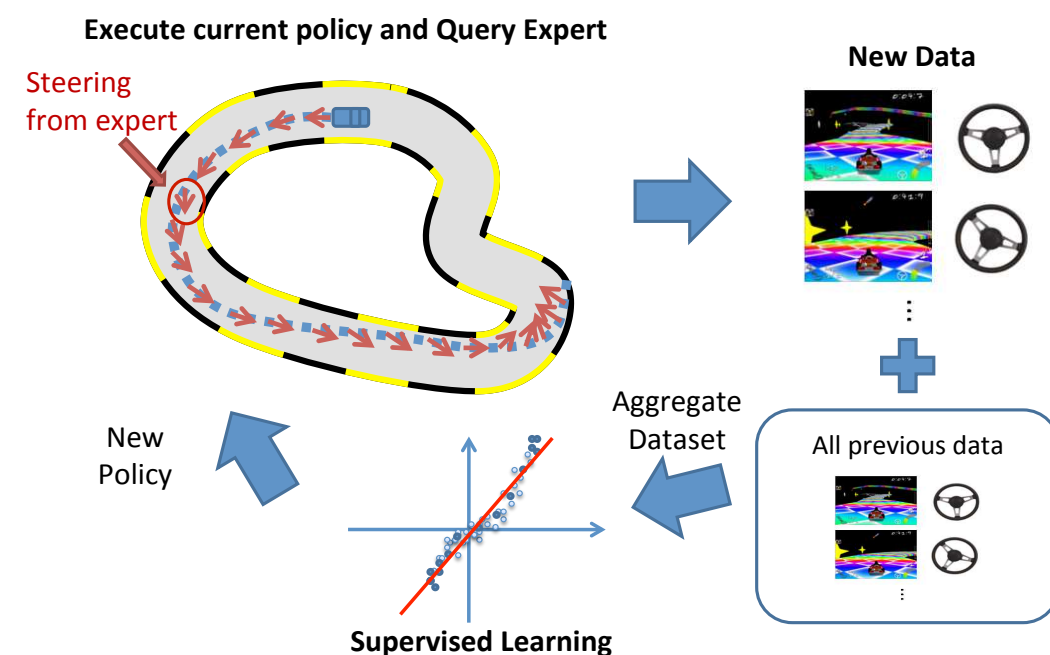 Execute current policy and Query Expert
Steering
from expert
New Data
...
Aggregate
Dataset
All previous data
...
New
Policy
Supervised Learning